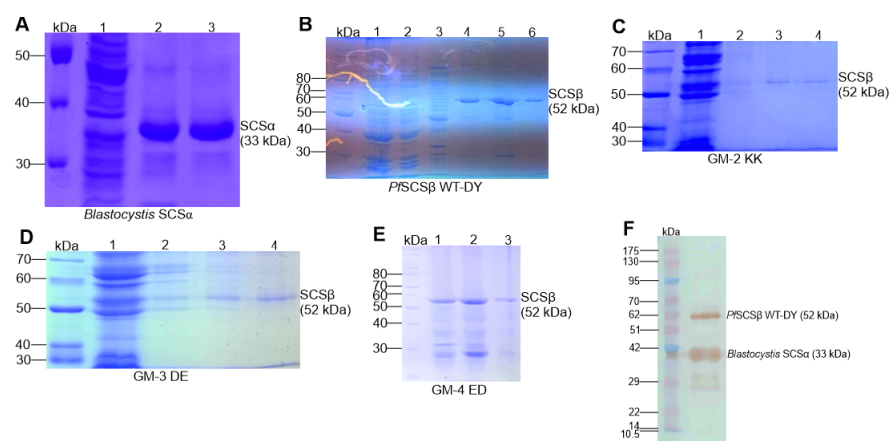 A
kDa 1 2 3
50
40
30
SCSα
(33 kDa)
Blastocystis SCSα
B
kDa 1 2 3 4 5 6
80
70
60
50
40
30
SCSβ
(52 kDa)
PfSCSβ WT-DY
C
kDa 1 2 3 4
70
60
50
40
30
SCSβ
(52 kDa)
GM-2 KK
D
kDa 1 2 3 4
70
60
50
40
30
SCSβ
(52 kDa)
GM-3 DE
E
kDa 1 2 3
80
70
60
50
40
30
SCSβ
(52 kDa)
GM-4 ED
F
kDa
175
130
95
70
62
51
42
29
22
14
10.5
PfSCSβ WT-DY (52 kDa)
Blastocystis SCSα (33 kDa)